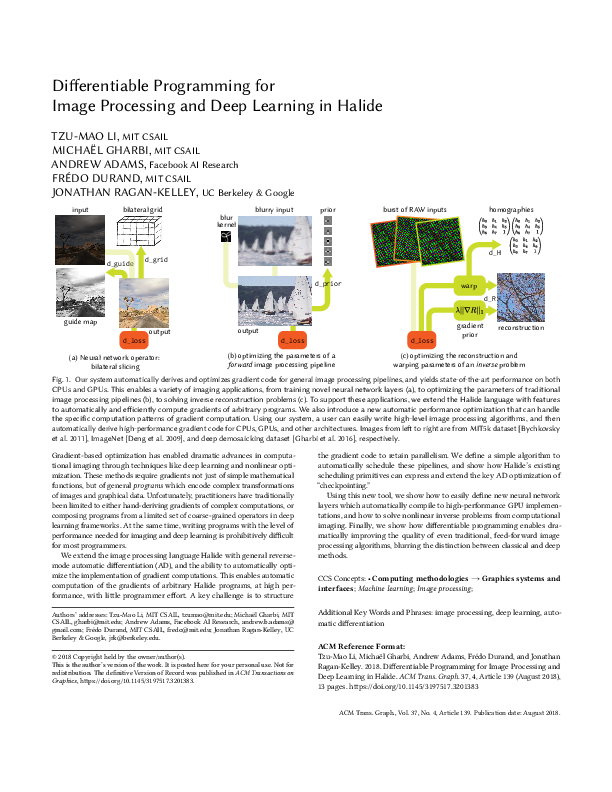 Differentiable Programming for
Image Processing and Deep Learning in Halide
TZU-MAO LI, MIT CSAIL
MICHAËL GHARBI, MIT CSAIL
ANDREW ADAMS, Facebook AI Research
FRÉDO DURAND, MIT CSAIL
JONATHAN RAGAN-KELLEY, UC Berkeley & Google
input
bilateral grid
d_guide
d_grid
guide map
output
d_loss
(a) Neural network operator:
bilateral slicing
blur
kernel
blurry input
prior
d_prior
output
d_loss
(b) optimizing the parameters of a
forward image processing pipeline
burst of RAW inputs
homographies
d_H
warp
d_R
λ||∇R||₁
gradient
prior
reconstruction
d_loss
(c) optimizing the reconstruction and
warping parameters of an inverse problem
Fig. 1. Our system automatically derives and optimizes gradient code for general image processing pipelines, and yields state-of-the-art performance on both
CPUs and GPUs. This enables a variety of imaging applications, from training novel neural network layers (a), to optimizing the parameters of traditional
image processing pipelines (b), to solving inverse reconstruction problems (c). To support these applications, we extend the Halide language with features
to automatically and efficiently compute gradients of arbitrary programs. We also introduce a new automatic performance optimization that can handle
the specific computation patterns of gradient computation. Using our system, a user can easily write high-level image processing algorithms, and then
automatically derive high-performance gradient code for CPUs, GPUs, and other architectures. Images from left to right are from MIT5k dataset [Bychkovsky
et al. 2011], ImageNet [Deng et al. 2009], and deep demosaicking dataset [Gharbi et al. 2016], respectively.
Gradient-based optimization has enabled dramatic advances in computa-
tional imaging through techniques like deep learning and nonlinear opti-
mization. These methods require gradients not just of simple mathematical
functions, but of general programs which encode complex transformations
of images and graphical data. Unfortunately, practitioners have traditionally
been limited to either hand-deriving gradients of complex computations, or
composing programs from a limited set of coarse-grained operators in deep
learning frameworks. At the same time, writing programs with the level of
performance needed for imaging and deep learning is prohibitively difficult
for most programmers.
We extend the image processing language Halide with general reverse-
mode automatic differentiation (AD), and the ability to automatically opti-
mize the implementation of gradient computations. This enables automatic
computation of the gradients of arbitrary Halide programs, at high per-
formance, with little programmer effort. A key challenge is to structure
the gradient code to retain parallelism. We define a simple algorithm to
automatically schedule these pipelines, and show how Halide's existing
scheduling primitives can express and extend the key AD optimization of
"checkpointing."
Using this new tool, we show how to easily define new neural network
layers which automatically compile to high-performance GPU implemen-
tations, and how to solve nonlinear inverse problems from computational
imaging. Finally, we show how differentiable programming enables dra-
matically improving the quality of even traditional, feed-forward image
processing algorithms, blurring the distinction between classical and deep
methods.
CCS Concepts: • Computing methodologies → Graphics systems and
interfaces; Machine learning; Image processing;
Additional Key Words and Phrases: image processing, deep learning, auto-
matic differentiation
ACM Reference Format:
Tzu-Mao Li, Michaël Gharbi, Andrew Adams, Frédo Durand, and Jonathan
Ragan-Kelley. 2018. Differentiable Programming for Image Processing and
Deep Learning in Halide. ACM Trans. Graph. 37, 4, Article 139 (August 2018),
13 pages. https://doi.org/10.1145/3197517.3201383
Authors' addresses: Tzu-Mao Li, MIT CSAIL, tzumao@mit.edu; Michaël Gharbi, MIT
CSAIL, gharbi@mit.edu; Andrew Adams, Facebook AI Research, andrew.b.adams@
gmail.com; Frédo Durand, MIT CSAIL, fredo@mit.edu; Jonathan Ragan-Kelley, UC
Berkeley & Google, jrk@berkeley.edu.
© 2018 Copyright held by the owner/author(s).
This is the author's version of the work. It is posted here for your personal use. Not for
redistribution. The definitive Version of Record was published in ACM Transactions on
Graphics, https://doi.org/10.1145/3197517.3201383.
ACM Trans. Graph., Vol. 37, No. 4, Article 139. Publication date: August 2018.